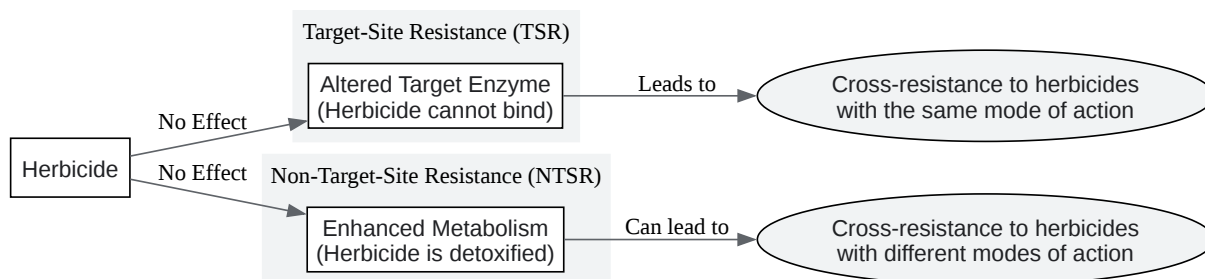 Target-Site Resistance (TSR)
Altered Target Enzyme
(Herbicide cannot bind)
Leads to
Cross-resistance to herbicides
with the same mode of action
No Effect
Herbicide
No Effect
Non-Target-Site Resistance (NTSR)
Enhanced Metabolism
(Herbicide is detoxified)
Can lead to
Cross-resistance to herbicides
with different modes of action